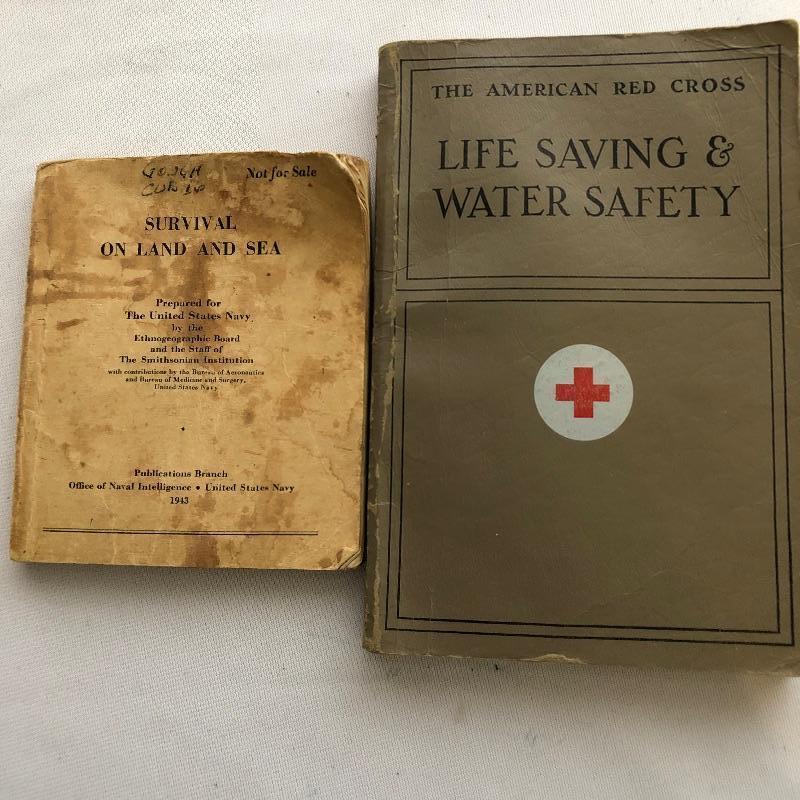 GOUGH
Not for Sale
SURVIVAL
ON LAND AND SEA
Prepared for
The United States Navy
by the
Ethnogeographic Board
and the Staff of
The Smithsonian Institution
with contributions by the Bureau of Aeronautics
and Bureau of Medicine and Surgery,
United States Navy
Publications Branch
Office of Naval Intelligence • United States Navy
1943
THE AMERICAN RED CROSS
LIFE SAVING &
WATER SAFETY